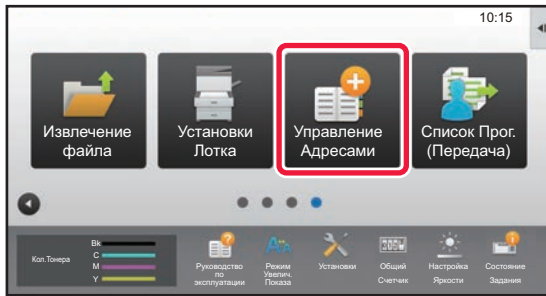 10:15
Извлечение
файла
Установки
Лотка
Управление
Адресами
Список Прог.
(Передача)
Кол.Тонера
Bk
C
M
Y
Руководство
по
эксплуатации
Режим
Увелич.
Показа
Установки
Общий
Счетчик
Настройка
Яркости
Состояние
Задания